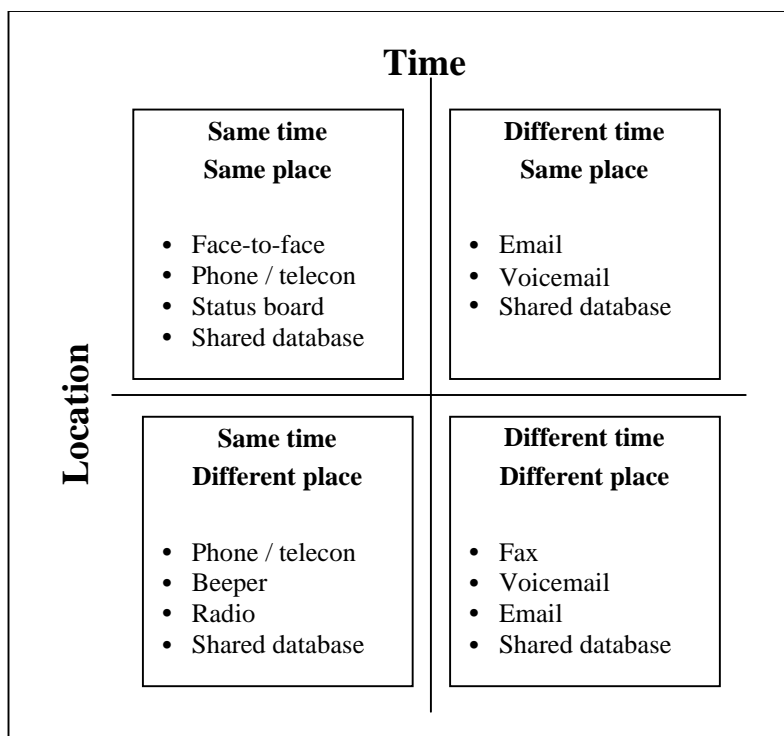 Time
Same time
Same place
• Face-to-face
• Phone / telecon
• Status board
• Shared database
Different time
Same place
• Email
• Voicemail
• Shared database
Location
Same time
Different place
• Phone / telecon
• Beeper
• Radio
• Shared database
Different time
Different place
• Fax
• Voicemail
• Email
• Shared database